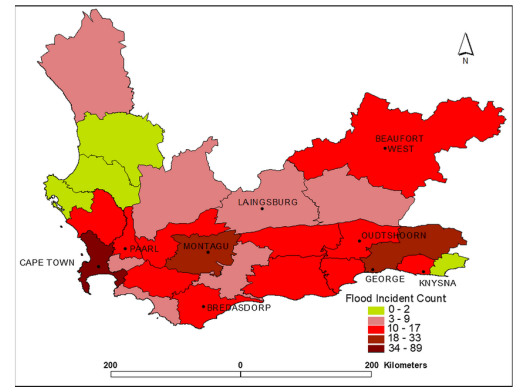 N
BEAUFORT
WEST
LAINGSBURG
OUDTSHOORN
PAARL
MONTAGU
CAPE TOWN
GEORGE
KNYSNA
BREDASDORP
Flood Incident Count
0 - 2
3 - 9
10 - 17
18 - 33
34 - 89
200 0 200 Kilometers